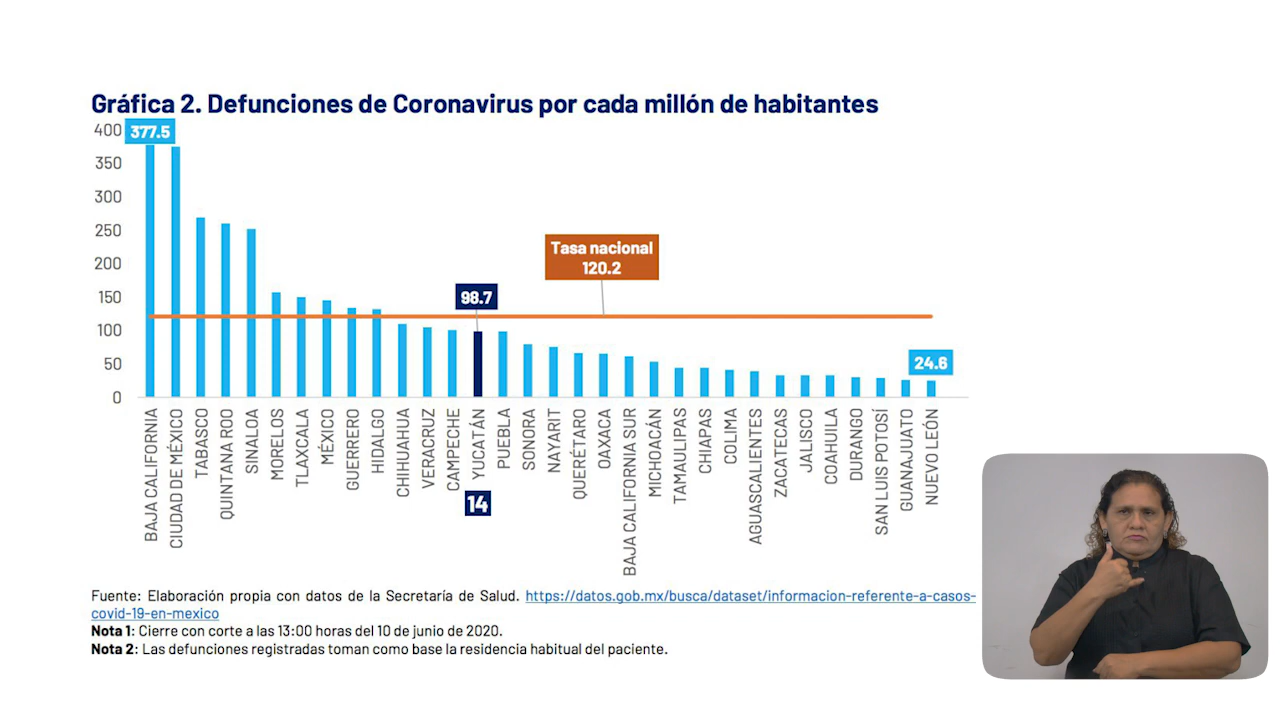 Gráfica 2. Defunciones de Coronavirus por cada millón de habitantes
400
377.5
350
300
250
200
150
100
50
0
Tasa nacional
120.2
98.7
24.6
BAJA CALIFORNIA
CIUDAD DE MÉXICO
TABASCO
QUINTANA ROO
SINALOA
MORELOS
TLAXCALA
MÉXICO
GUERRERO
HIDALGO
CHIHUAHUA
VERACRUZ
CAMPECHE
YUCATÁN
PUEBLA
SONORA
NAYARIT
QUERÉTARO
OAXACA
BAJA CALIFORNIA SUR
MICHOACÁN
TAMAULIPAS
CHIAPAS
COLIMA
AGUASCALIENTES
ZACATECAS
JALISCO
COAHUILA
DURANGO
SAN LUIS POTOSÍ
GUANAJUATO
NUEVO LEÓN
14
Fuente: Elaboración propia con datos de la Secretaría de Salud. https://datos.gob.mx/busca/dataset/informacion-referente-a-casos-
covid-19-en-mexico
Nota 1: Cierre con corte a las 13:00 horas del 10 de junio de 2020.
Nota 2: Las defunciones registradas toman como base la residencia habitual del paciente.